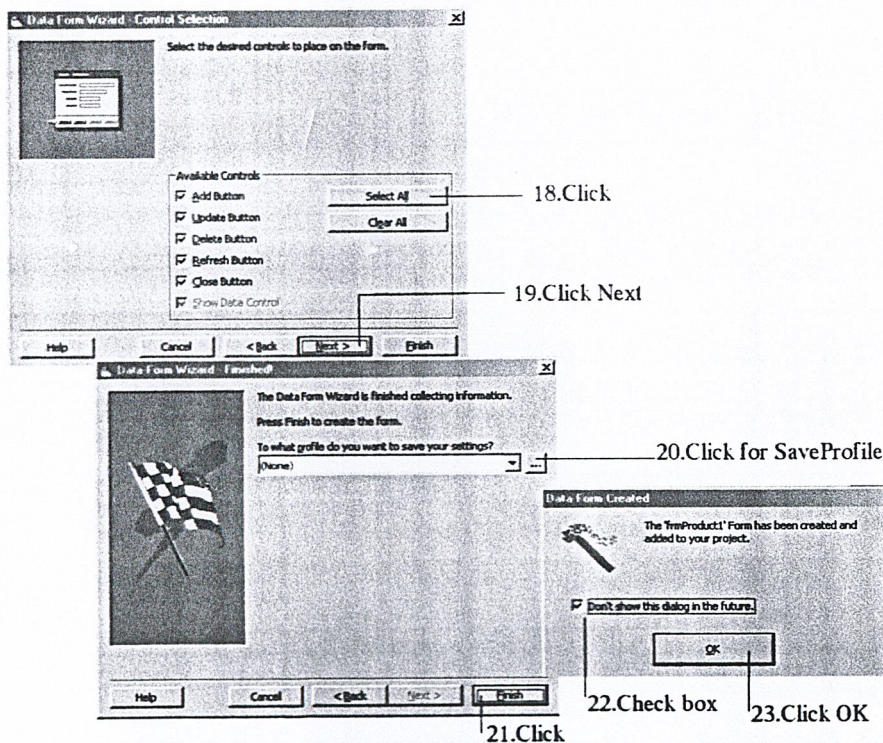 Data Form Wizard - Control Selection
Select the desired controls to place on the form.
Available Controls
Add Button
Select All
18.Click
Update Button
Clear All
Delete Button
Refresh Button
Close Button
19.Click Next
Show Data Control
Help
Cancel
< Back
Next >
Finish
Data Form Wizard - Finished!
The Data Form Wizard is finished collecting information.
Press Finish to create the form.
To what profile do you want to save your settings?
(None)
...
20.Click for SaveProfile
Data Form Created
The 'frmProduct1' Form has been created and
added to your project.
Don't show this dialog in the future.
OK
Help
Cancel
< Back
Next >
Finish
22.Check box
23.Click OK
21.Click